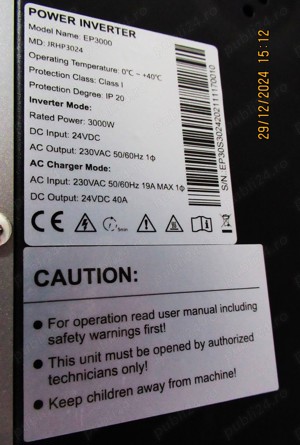 POWER INVERTER
Model Name: EP3000
MD: JRHP3024
Operating Temperature: 0℃ ~ +40℃
Protection Class: Class I
Protection Degree: IP 20
Inverter Mode:
Rated Power: 3000W
DC Input: 24VDC
AC Output: 230VAC 50/60Hz 1Φ
AC Charger Mode:
AC Input: 230VAC 50/60Hz 19A MAX 1Φ
DC Output: 24VDC 40A
CE
S/N: EP30S3024202111170010
29/12/2024 15:12
CAUTION:
● For operation read user manual including
safety warnings first!
● This unit must be opened by authorized
technicians only!
● Keep children away from machine!